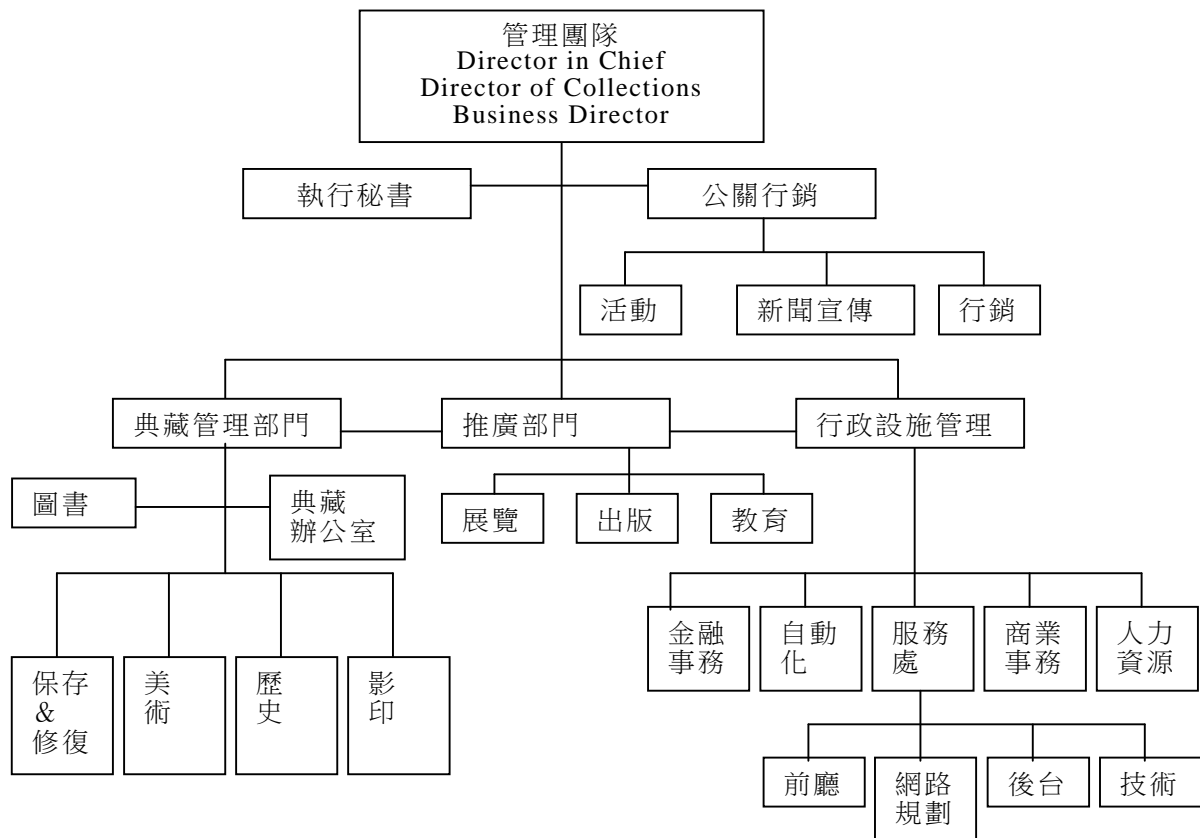 管理團隊
Director in Chief
Director of Collections
Business Director
執行秘書
公關行銷
活動
新聞宣傳
行銷
典藏管理部門
推廣部門
行政設施管理
圖書
典藏
辦公室
展覽
出版
教育
金融
事務
自動
化
服務
處
商業
事務
人力
資源
保存
&
修復
美
術
歷
史
影
印
前廳
網路
規劃
後台
技術